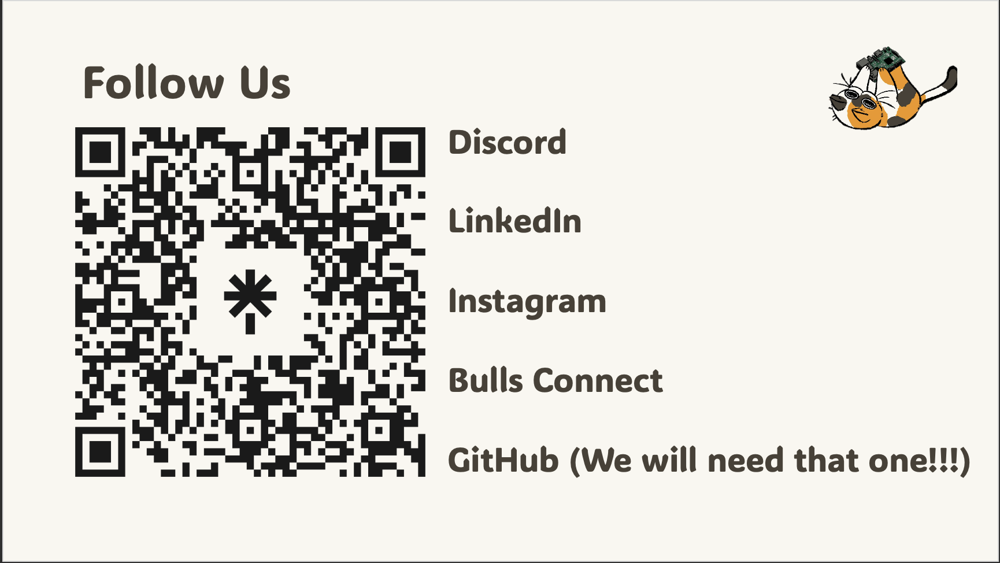 Follow Us
Discord
LinkedIn
Instagram
Bulls Connect
GitHub (We will need that one!!!)